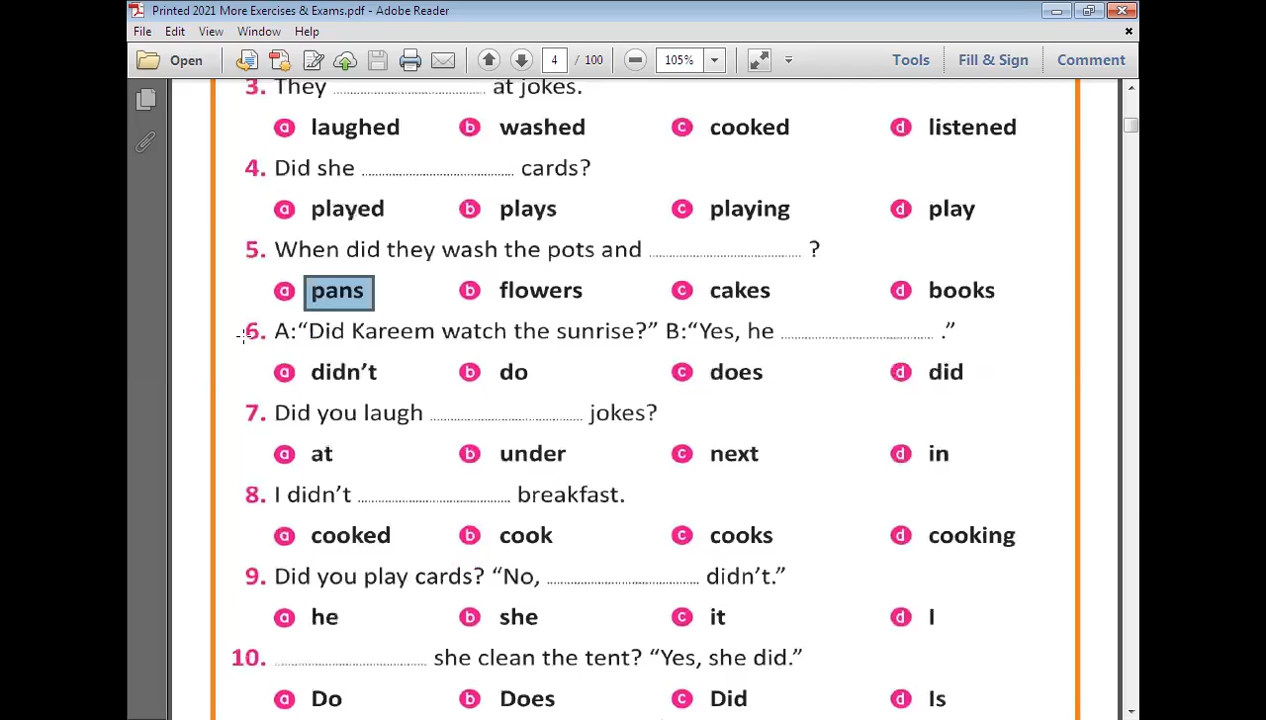 Printed 2021 More Exercises & Exams.pdf - Adobe Reader
File Edit View Window Help
Open 4 / 100 105% Tools Fill & Sign Comment
3. They .............................. at jokes.
a laughed b washed c cooked d listened
4. Did she .............................. cards?
a played b plays c playing d play
5. When did they wash the pots and .............................. ?
a pans b flowers c cakes d books
6. A:“Did Kareem watch the sunrise?” B:“Yes, he .............................. .”
a didn’t b do c does d did
7. Did you laugh .............................. jokes?
a at b under c next d in
8. I didn’t .............................. breakfast.
a cooked b cook c cooks d cooking
9. Did you play cards? “No, .............................. didn’t.”
a he b she c it d I
10. .............................. she clean the tent? “Yes, she did.”
a Do b Does c Did d Is